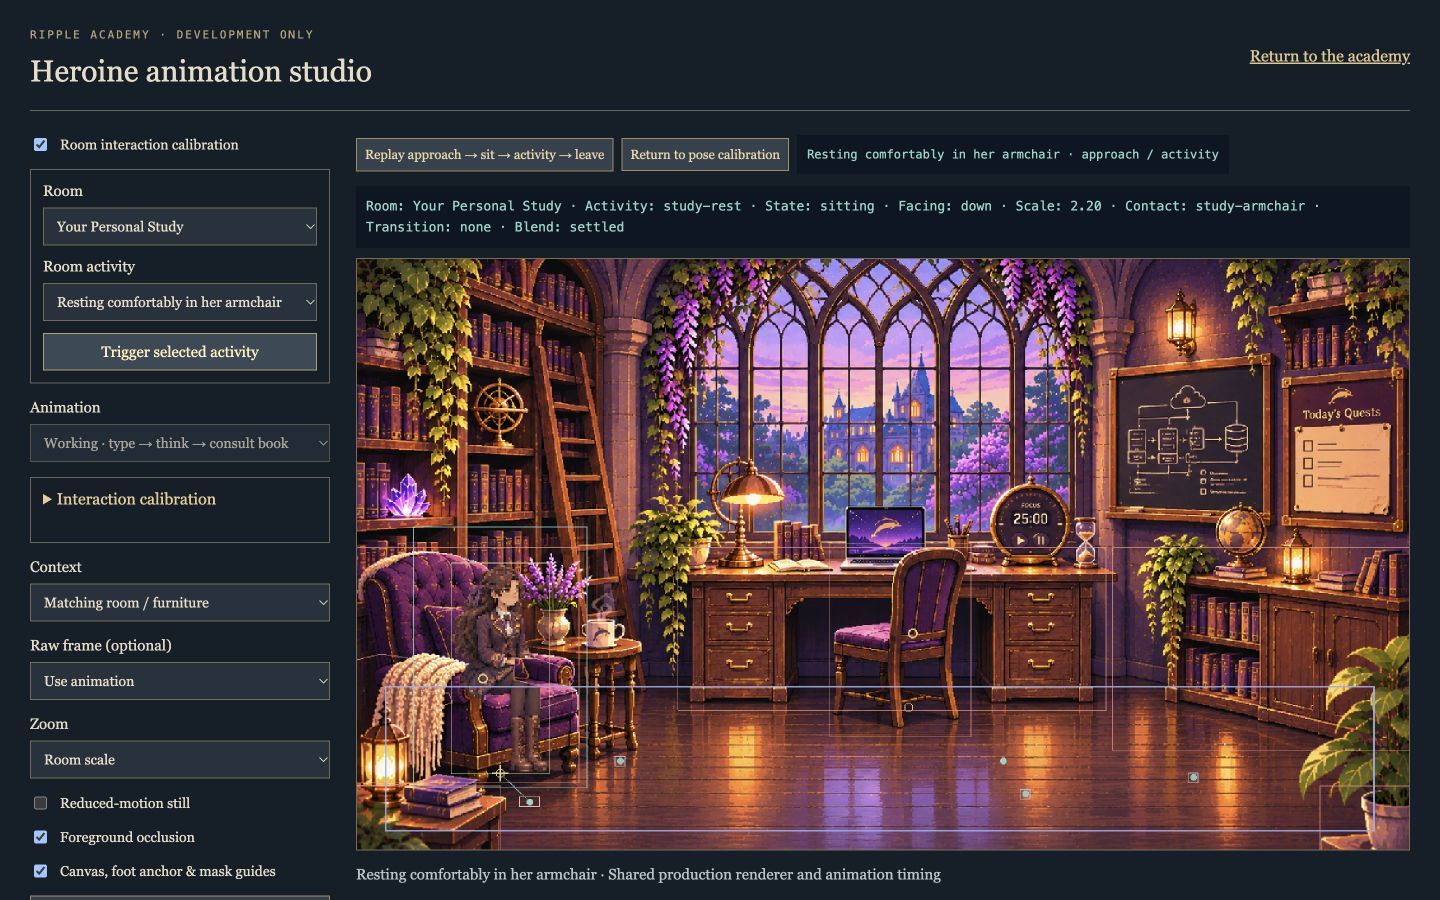 RIPPLE ACADEMY · DEVELOPMENT ONLY
Heroine animation studio
Return to the academy
Room interaction calibration
Room
Your Personal Study
Room activity
Resting comfortably in her armchair
Trigger selected activity
Animation
Working · type → think → consult book
Interaction calibration
Context
Matching room / furniture
Raw frame (optional)
Use animation
Zoom
Room scale
Reduced-motion still
Foreground occlusion
Canvas, foot anchor & mask guides
Replay approach → sit → activity → leave
Return to pose calibration
Resting comfortably in her armchair · approach / activity
Room: Your Personal Study · Activity: study-rest · State: sitting · Facing: down · Scale: 2.20 · Contact: study-armchair ·
Transition: none · Blend: settled
Today's Quests
FOCUS
25:00
Resting comfortably in her armchair · Shared production renderer and animation timing